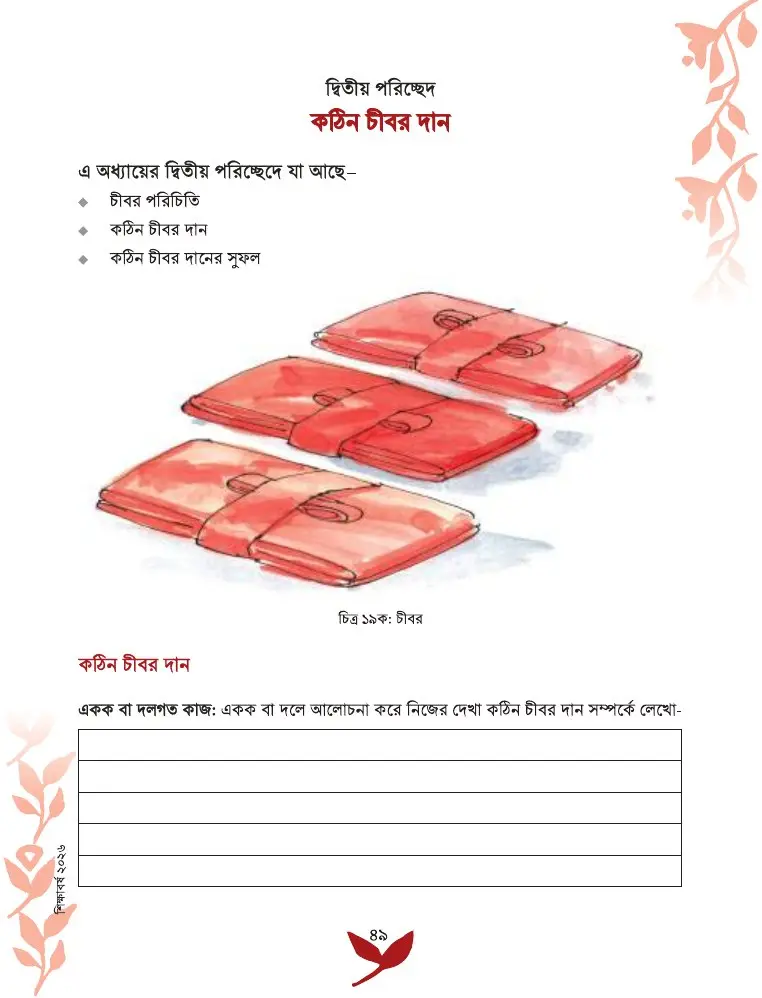 দ্বিতীয় পরিচ্ছেদ
কঠিন চীবর দান
এ অধ্যায়ের দ্বিতীয় পরিচ্ছেদে যা আছে–
◆ চীবর পরিচিতি
◆ কঠিন চীবর দান
◆ কঠিন চীবর দানের সুফল
চিত্র ১৯ক: চীবর
কঠিন চীবর দান
একক বা দলগত কাজ: একক বা দলে আলোচনা করে নিজের দেখা কঠিন চীবর দান সম্পর্কে লেখো-
শিক্ষাবর্ষ ২০২৬
৪৯